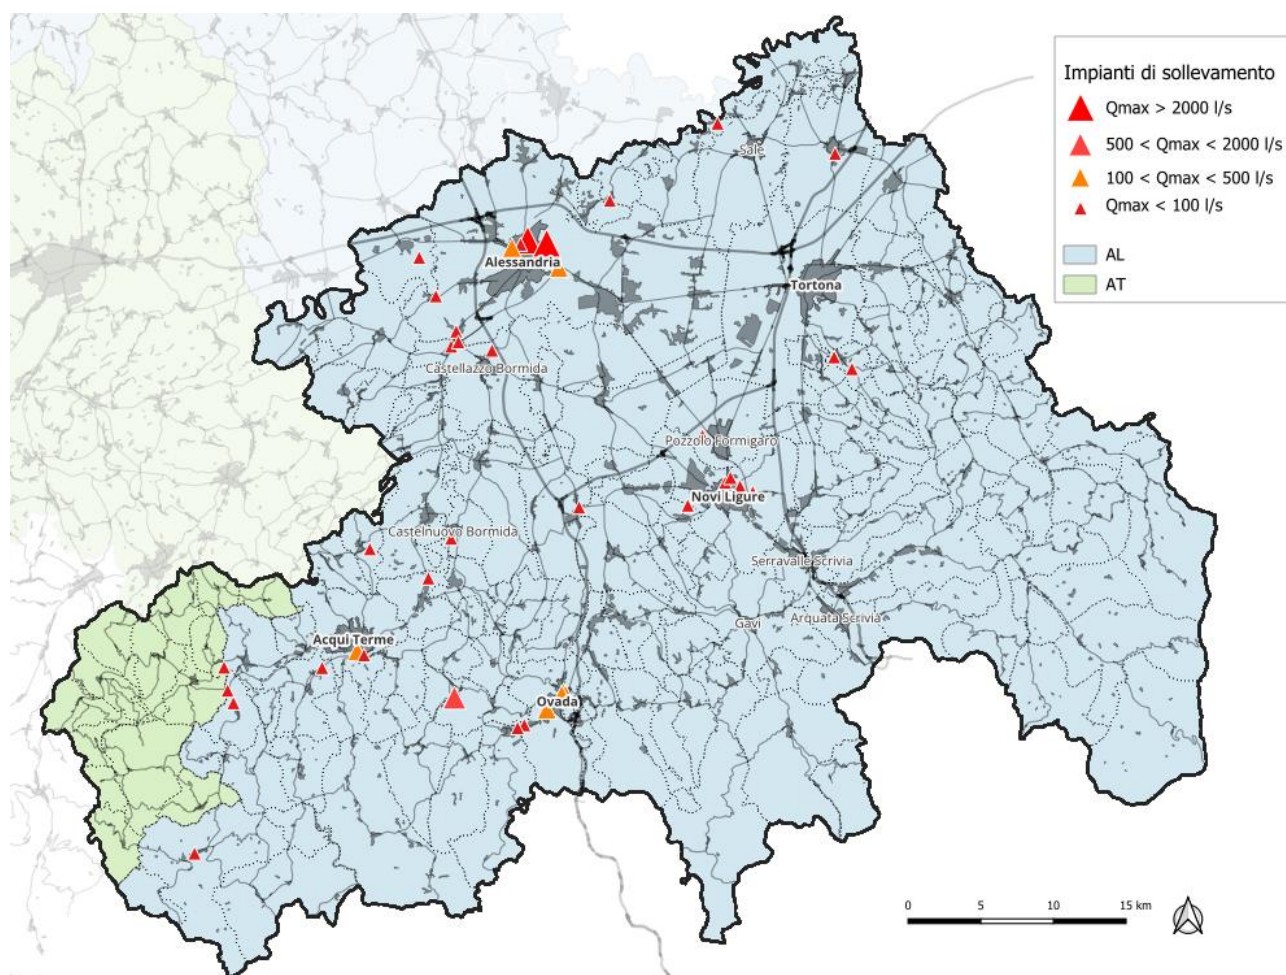 Impianti di sollevamento
Qmax > 2000 l/s
500 < Qmax < 2000 l/s
100 < Qmax < 500 l/s
Qmax < 100 l/s
AL
AT
Sale
Alessandria
Tortona
Castellazzo Bormida
Pozzolo Formigaro
Novi Ligure
Castelnuovo Bormida
Serravalle Scrivia
Gavi
Arquata Scrivia
Acqui Terme
Ovada
0 5 10 15 km